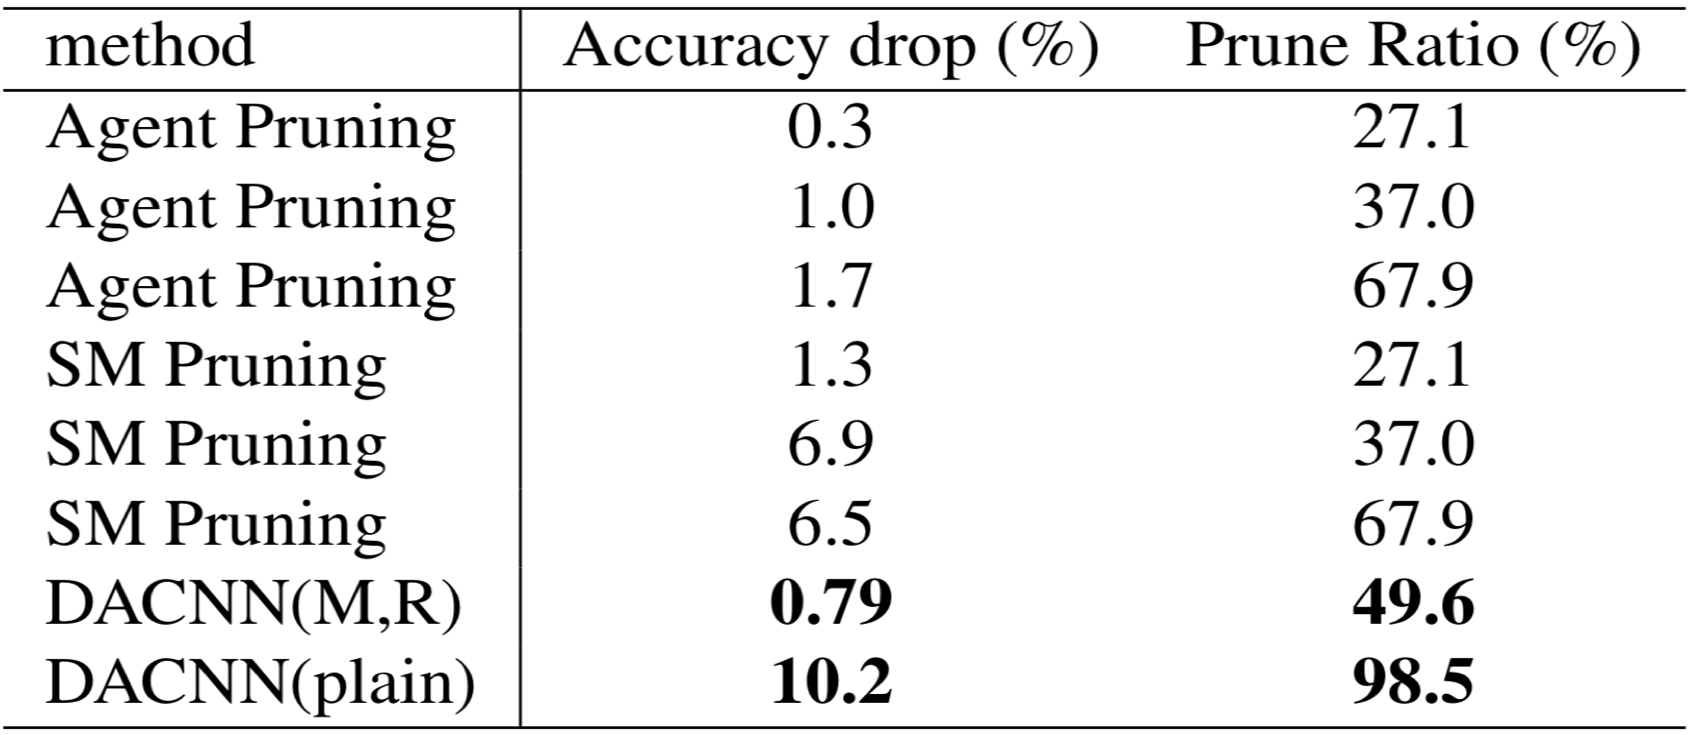 method Accuracy drop (%) Prune Ratio (%)
Agent Pruning 0.3 27.1
Agent Pruning 1.0 37.0
Agent Pruning 1.7 67.9
SM Pruning 1.3 27.1
SM Pruning 6.9 37.0
SM Pruning 6.5 67.9
DACNN(M,R) 0.79 49.6
DACNN(plain) 10.2 98.5